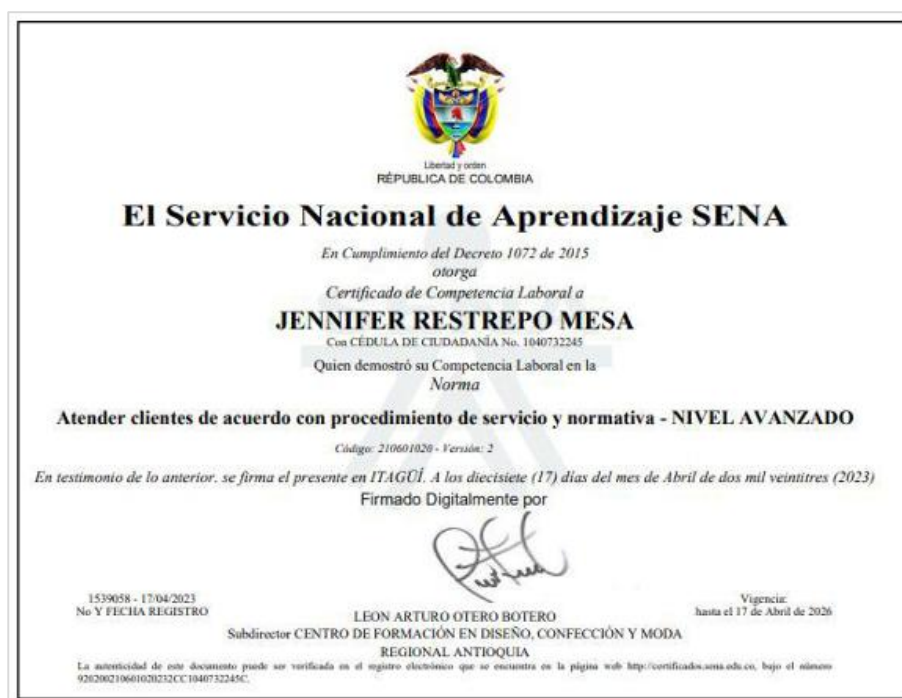 Libertad y orden
RÉPUBLICA DE COLOMBIA
El Servicio Nacional de Aprendizaje SENA
En Cumplimiento del Decreto 1072 de 2015
otorga
Certificado de Competencia Laboral a
JENNIFER RESTREPO MESA
Con CÉDULA DE CIUDADANÍA No. 1040732245
Quien demostró su Competencia Laboral en la
Norma
Atender clientes de acuerdo con procedimiento de servicio y normativa - NIVEL AVANZADO
Código: 210601020 - Versión: 2
En testimonio de lo anterior. se firma el presente en ITAGÜÍ. A los diecisiete (17) días del mes de Abril de dos mil veintitres (2023)
Firmado Digitalmente por
1539058 - 17/04/2023
No Y FECHA REGISTRO
LEON ARTURO OTERO BOTERO
Subdirector CENTRO DE FORMACIÓN EN DISEÑO, CONFECCIÓN Y MODA
REGIONAL ANTIOQUIA
Vigencia:
hasta el 17 de Abril de 2026
La autenticidad de este documento puede ser verificada en el registro electrónico que se encuentra en la página web http://certificados.sena.edu.co, bajo el número
920200210601020232CC1040732245C.